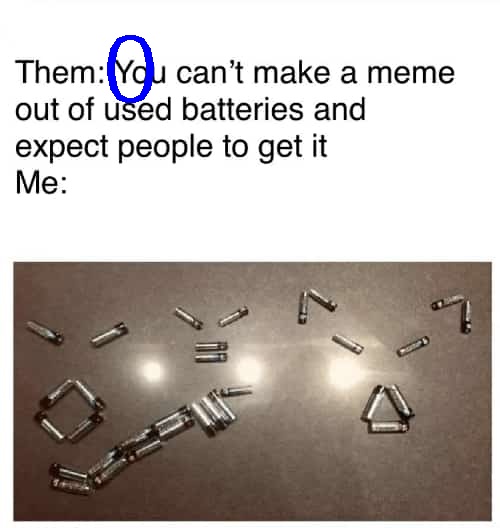 Them: You can't make a meme
out of used batteries and
expect people to get it
Me: